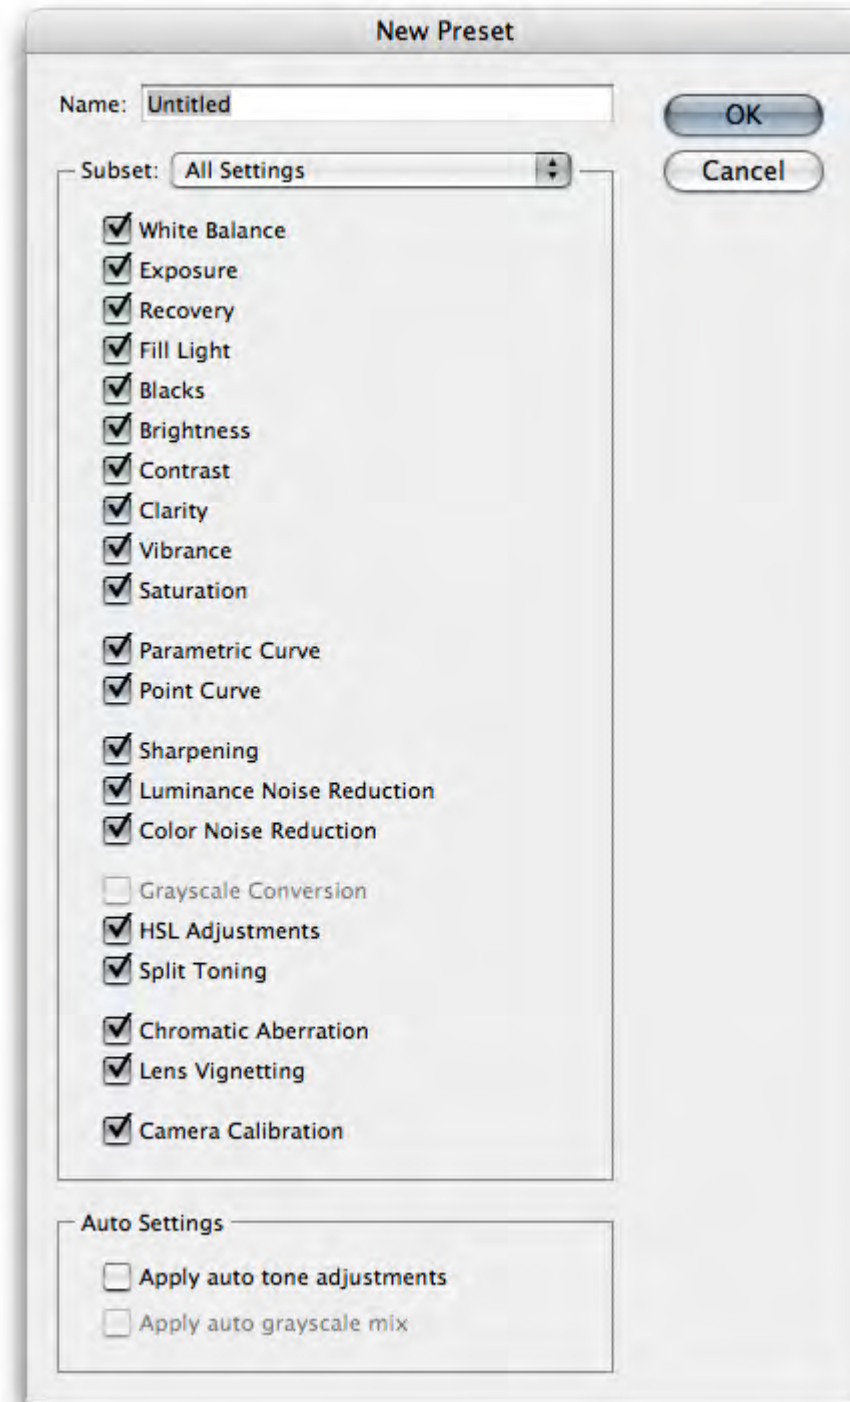 New Preset
Name: Untitled
OK
Subset: All Settings
Cancel
White Balance
Exposure
Recovery
Fill Light
Blacks
Brightness
Contrast
Clarity
Vibrance
Saturation
Parametric Curve
Point Curve
Sharpening
Luminance Noise Reduction
Color Noise Reduction
Grayscale Conversion
HSL Adjustments
Split Toning
Chromatic Aberration
Lens Vignetting
Camera Calibration
Auto Settings
Apply auto tone adjustments
Apply auto grayscale mix